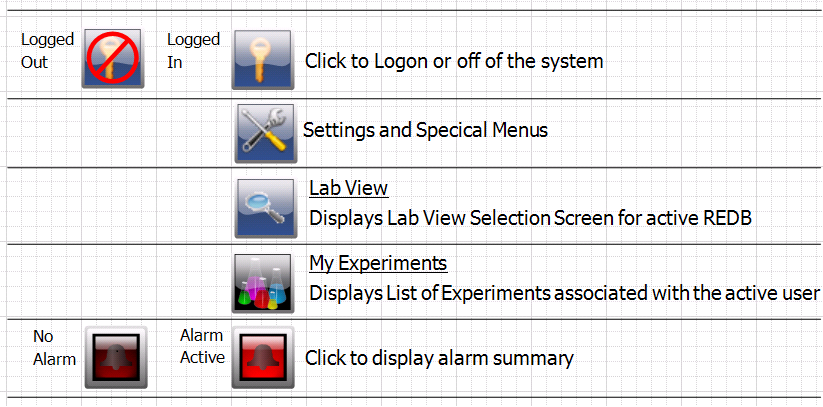 Logged Out
Logged In
Click to Logon or off of the system
Settings and Specical Menus
Lab View
Displays Lab View Selection Screen for active REDB
My Experiments
Displays List of Experiments associated with the active user
No Alarm
Alarm Active
Click to display alarm summary